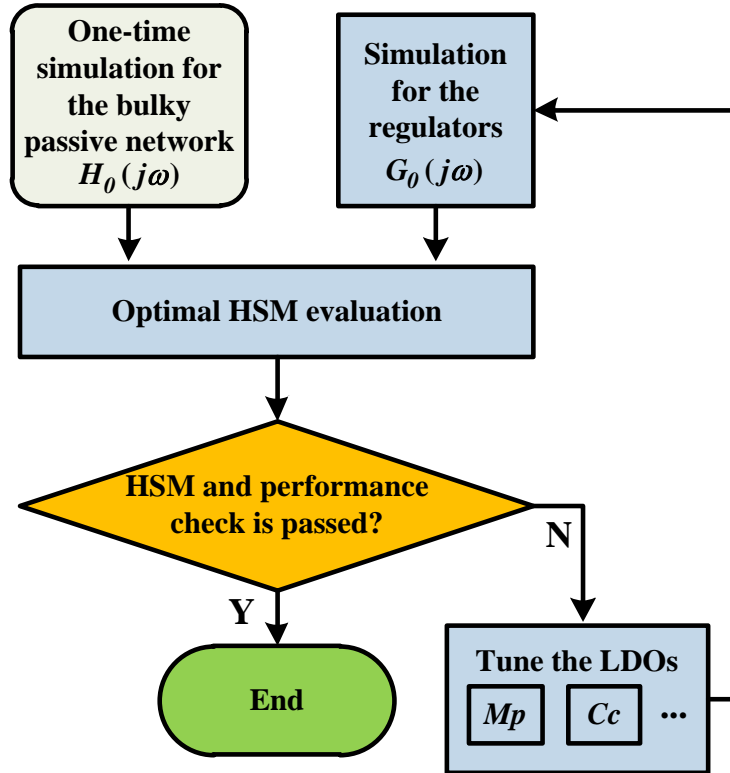 One-time
simulation for
the bulky
passive network
H₀(jω)
Simulation
for the
regulators
G₀(jω)
Optimal HSM evaluation
HSM and performance
check is passed?
N
Y
Tune the LDOs
Mp Cc ...
End